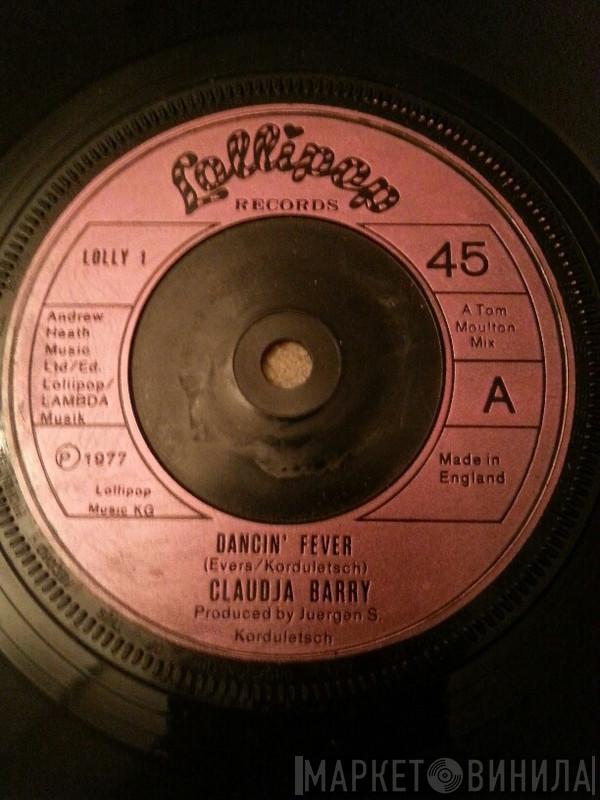 Lollipop
RECORDS
LOLLY 1
45
Andrew
Heath
Music
Ltd/Ed.
Lollipop/
LAMBDA
Musik
A Tom
Moulton
Mix
A
℗ 1977
Lollipop
Music KG
Made in
England
DANCIN' FEVER
(Evers/Korduletsch)
CLAUDJA BARRY
Produced by Juergen S.
Korduletsch
МАРКЕТ ВИНИЛА